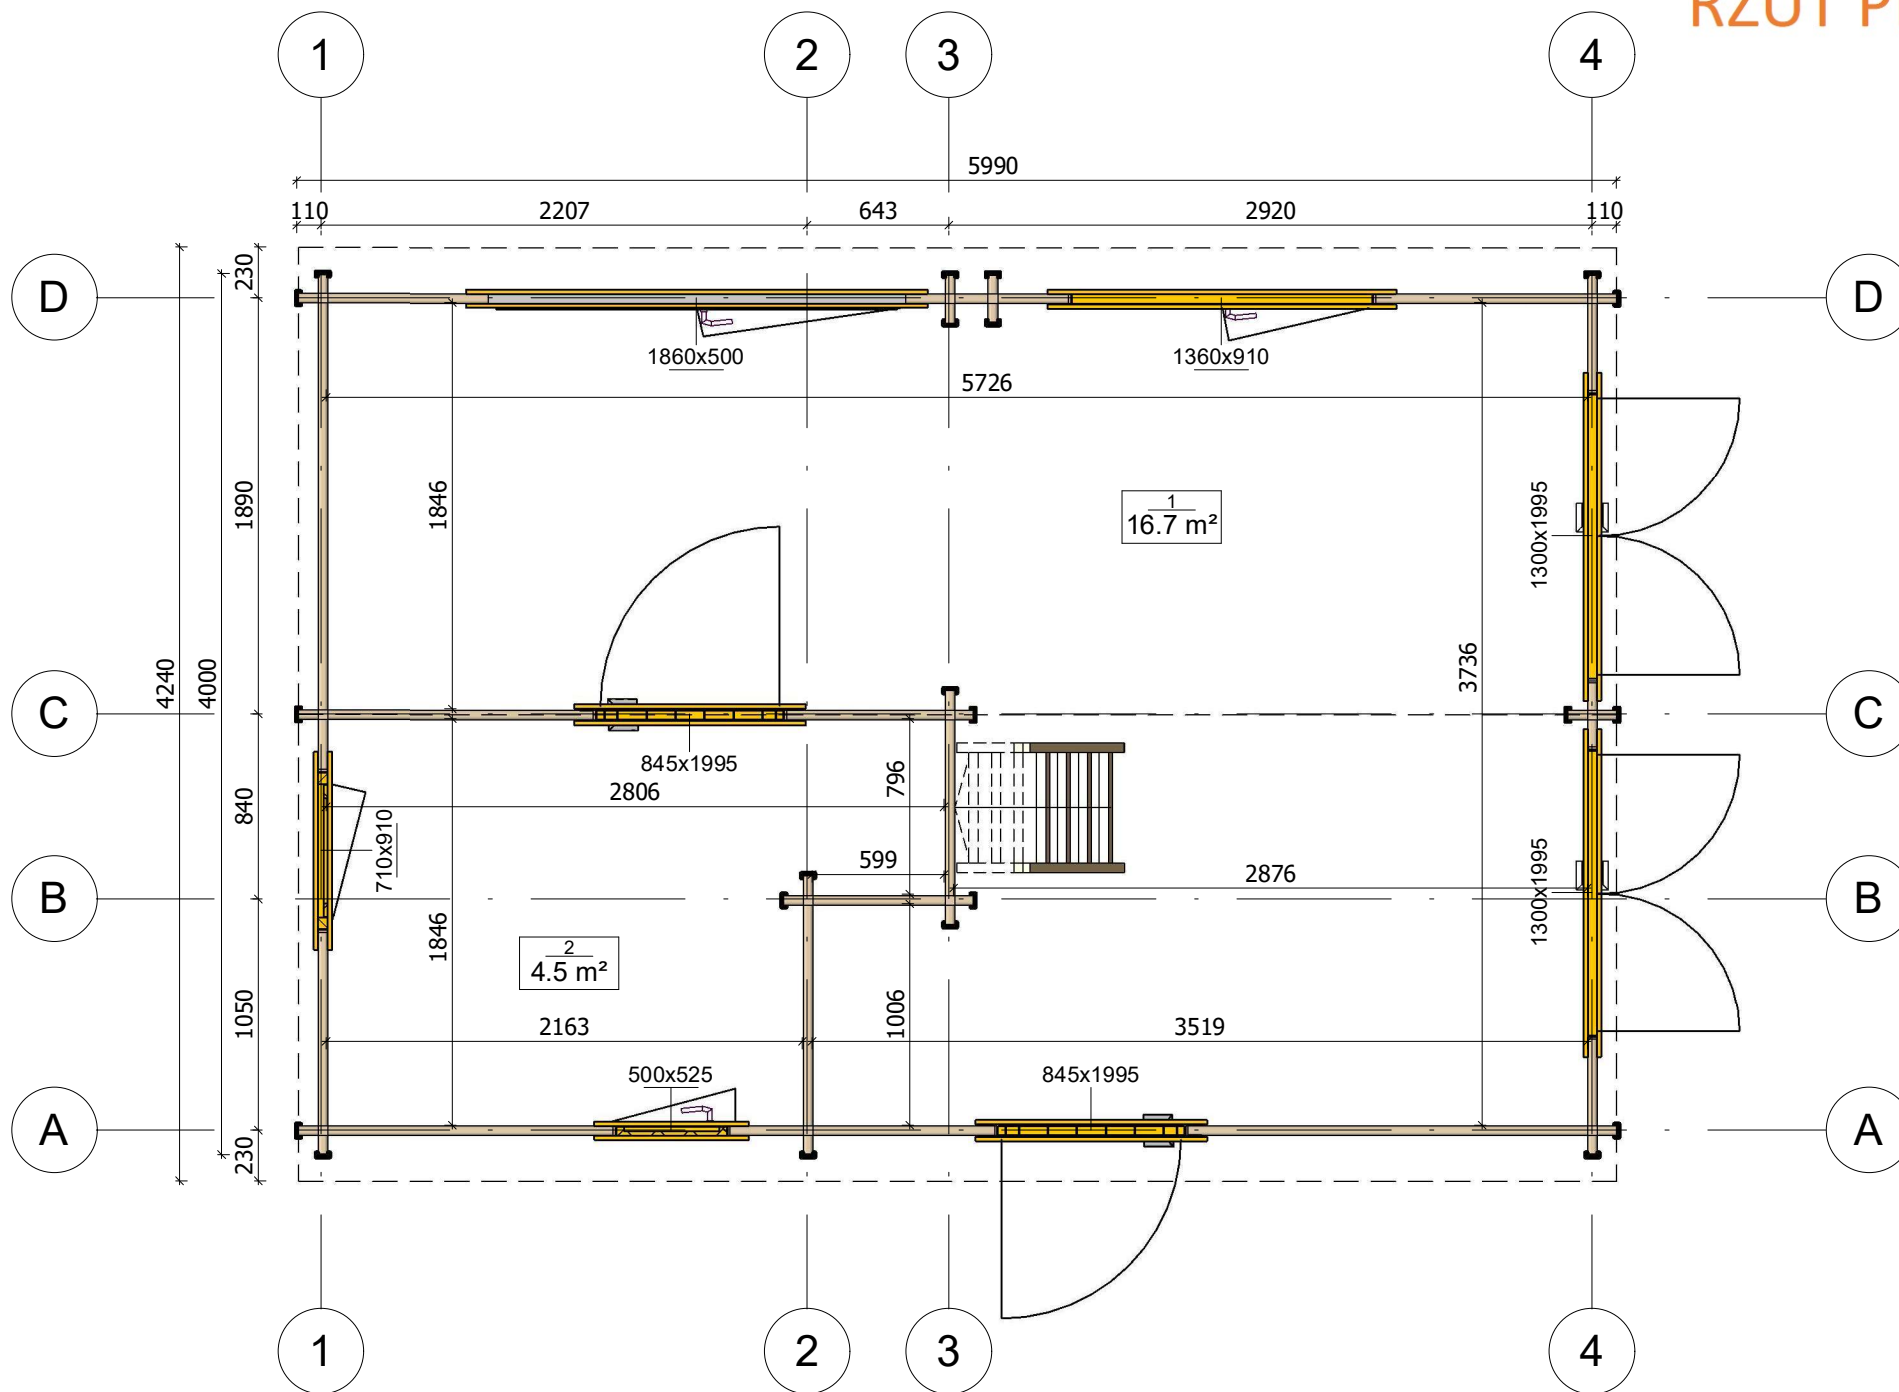 RZUT P
1 2 3 4
5990
110 2207 643 2920 110
230
D D
1860x500 1360x910
5726
1890 1846 1300x1995
1
16.7 m²
4240 4000 3736
C C
845x1995
2806 796
840 710x910
599 2876
B B
1846 1300x1995
2
4.5 m²
1050 1006
2163 3519
500x525 845x1995
A A
230
1 2 3 4